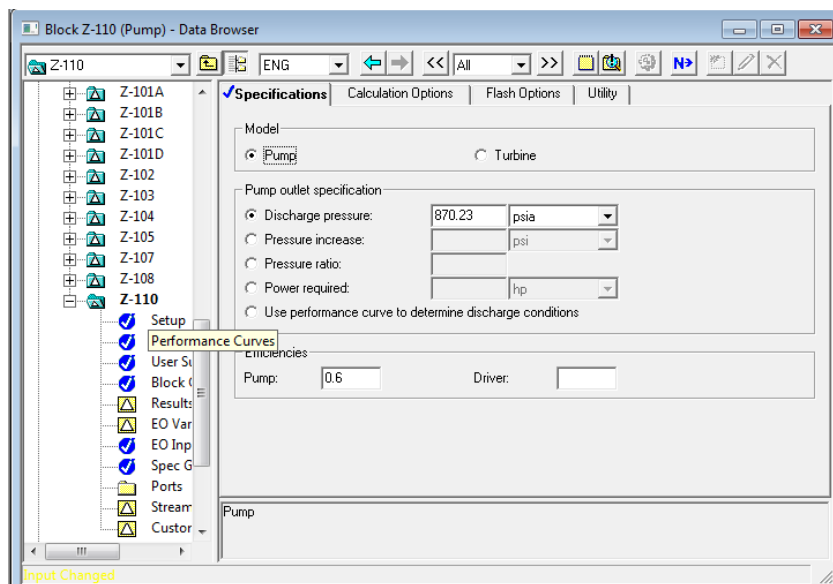 Block Z-110 (Pump) - Data Browser
Z-110
ENG
<<
All
>>
N>
Z-101A
Z-101B
Z-101C
Z-101D
Z-102
Z-103
Z-104
Z-105
Z-107
Z-108
Z-110
Setup
Performance Curves
User Su
Block
Results
EO Var
EO Inp
Spec G
Ports
Stream
Custor
Specifications
Calculation Options
Flash Options
Utility
Model
Pump
Turbine
Pump outlet specification
Discharge pressure: 870.23 psia
Pressure increase: psi
Pressure ratio:
Power required: hp
Use performance curve to determine discharge conditions
Efficiencies
Pump: 0.6 Driver:
Pump
Input Changed